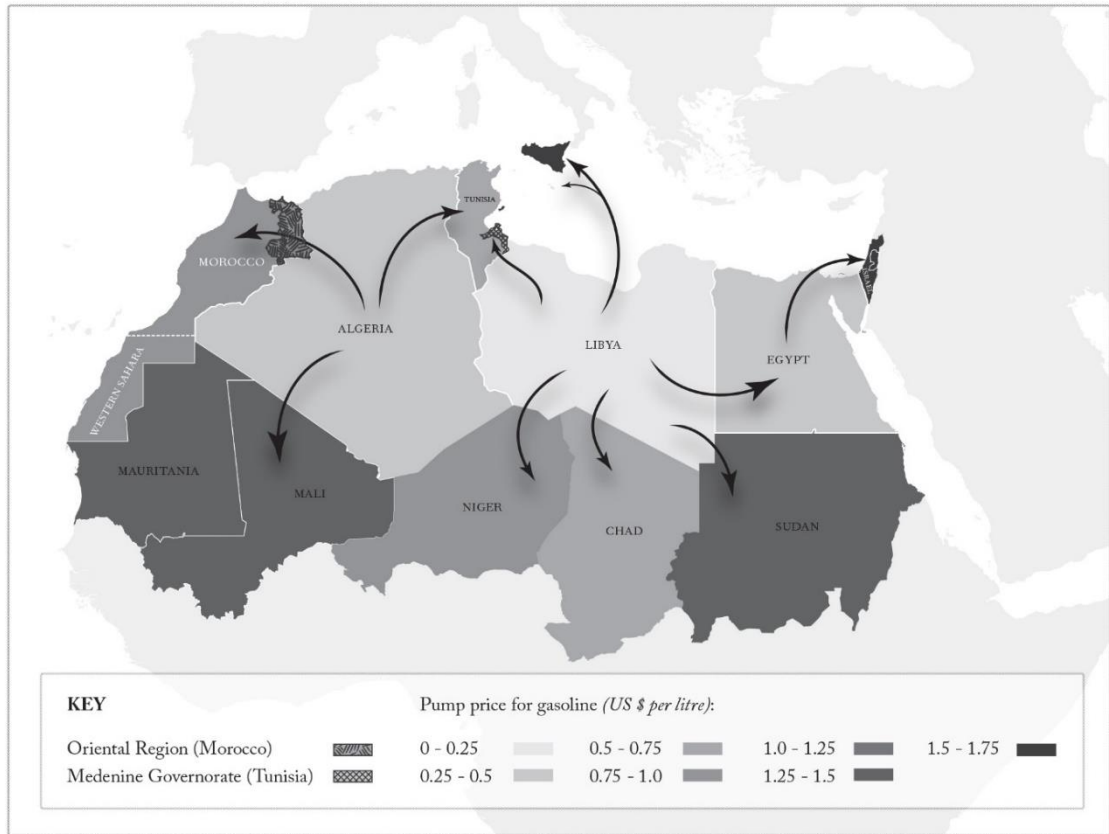 TUNISIA
MOROCCO
ALGERIA
LIBYA
EGYPT
ISRAEL
WESTERN SAHARA
MAURITANIA
MALI
NIGER
CHAD
SUDAN
KEY
Pump price for gasoline (US $ per litre):
Oriental Region (Morocco) 0 - 0.25 0.5 - 0.75 1.0 - 1.25 1.5 - 1.75
Medenine Governorate (Tunisia) 0.25 - 0.5 0.75 - 1.0 1.25 - 1.5